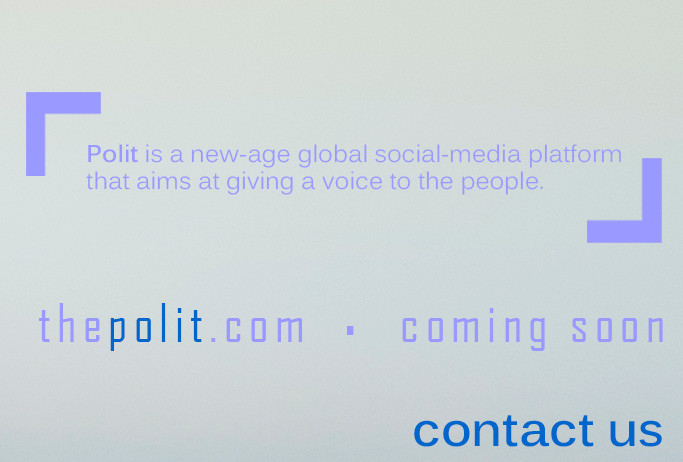 Polit is a new-age global social-media platform
that aims at giving a voice to the people.
thepolit.com · coming soon
contact us